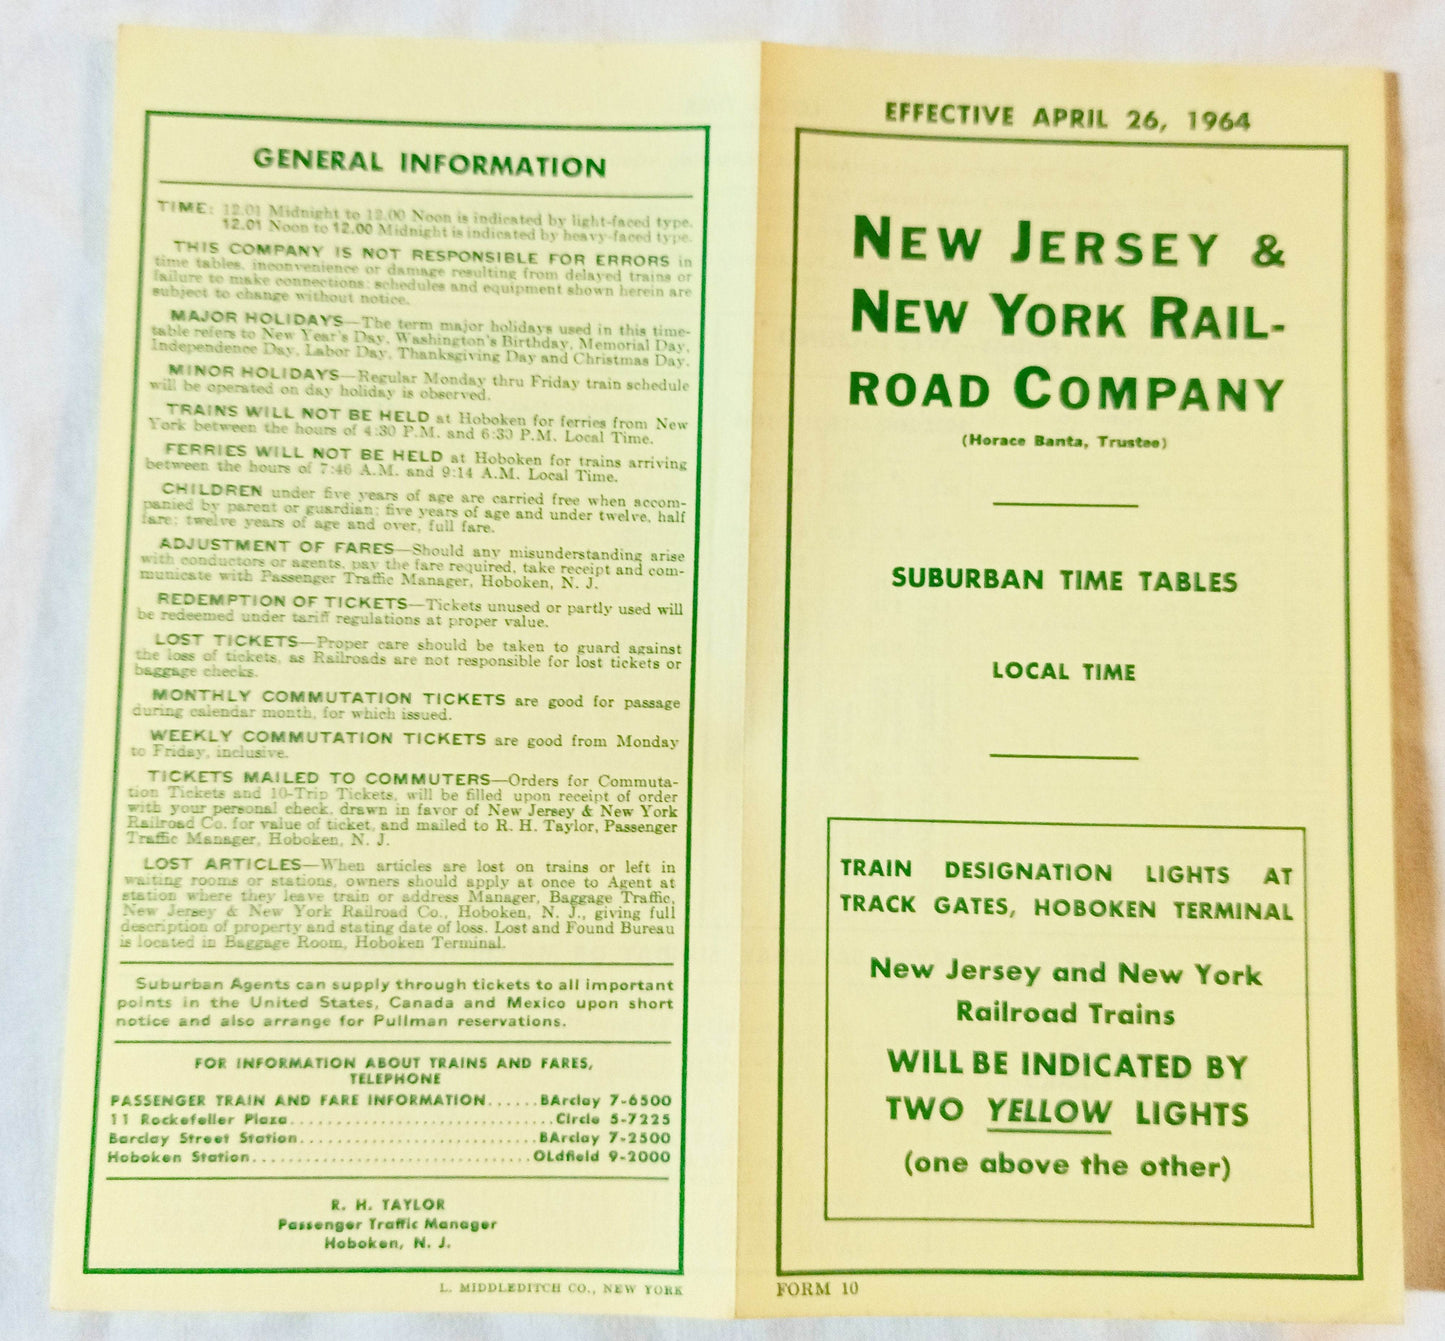 GENERAL INFORMATION
TIME: 12.01 Midnight to 12.00 Noon is indicated by light-faced type.
12.01 Noon to 12.00 Midnight is indicated by heavy-faced type.
THIS COMPANY IS NOT RESPONSIBLE FOR ERRORS in
time tables, inconvenience or damage resulting from delayed trains or
failure to make connections; schedules and equipment shown herein are
subject to change without notice.
MAJOR HOLIDAYS—The term major holidays used in this time-
table refers to New Year's Day, Washington's Birthday, Memorial Day,
Independence Day, Labor Day, Thanksgiving Day and Christmas Day.
MINOR HOLIDAYS—Regular Monday thru Friday train schedule
will be operated on day holiday is observed.
TRAINS WILL NOT BE HELD at Hoboken for ferries from New
York between the hours of 4:30 P.M. and 6:30 P.M. Local Time.
FERRIES WILL NOT BE HELD at Hoboken for trains arriving
between the hours of 7:46 A.M. and 9:14 A.M. Local Time.
CHILDREN under five years of age are carried free when accom-
panied by parent or guardian; five years of age and under twelve, half
fare; twelve years of age and over, full fare.
ADJUSTMENT OF FARES—Should any misunderstanding arise
with conductors or agents, pay the fare required, take receipt and com-
municate with Passenger Traffic Manager, Hoboken, N. J.
REDEMPTION OF TICKETS—Tickets unused or partly used will
be redeemed under tariff regulations at proper value.
LOST TICKETS—Proper care should be taken to guard against
the loss of tickets, as Railroads are not responsible for lost tickets or
baggage checks.
MONTHLY COMMUTATION TICKETS are good for passage
during calendar month, for which issued.
WEEKLY COMMUTATION TICKETS are good from Monday
to Friday, inclusive.
TICKETS MAILED TO COMMUTERS—Orders for Commuta-
tion Tickets and 10-Trip Tickets, will be filled upon receipt of order
with your personal check, drawn in favor of New Jersey & New York
Railroad Co. for value of ticket, and mailed to R. H. Taylor, Passenger
Traffic Manager, Hoboken, N. J.
LOST ARTICLES—When articles are lost on trains or left in
waiting rooms or stations, owners should apply at once to Agent at
station where they leave train or address Manager, Baggage Traffic,
New Jersey & New York Railroad Co., Hoboken, N. J., giving full
description of property and stating date of loss. Lost and Found Bureau
is located in Baggage Room, Hoboken Terminal.
Suburban Agents can supply through tickets to all important
points in the United States, Canada and Mexico upon short
notice and also arrange for Pullman reservations.
FOR INFORMATION ABOUT TRAINS AND FARES,
TELEPHONE
PASSENGER TRAIN AND FARE INFORMATION......BArclay 7-6500
11 Rockefeller Plaza..............................Circle 5-7225
Barclay Street Station...........................BArclay 7-2500
Hoboken Station................................OLdfield 9-2000
R. H. TAYLOR
Passenger Traffic Manager
Hoboken, N. J.
L. MIDDLEDITCH CO., NEW YORK
EFFECTIVE APRIL 26, 1964
NEW JERSEY &
NEW YORK RAIL-
ROAD COMPANY
(Horace Banta, Trustee)
SUBURBAN TIME TABLES
LOCAL TIME
TRAIN DESIGNATION LIGHTS AT
TRACK GATES, HOBOKEN TERMINAL
New Jersey and New York
Railroad Trains
WILL BE INDICATED BY
TWO YELLOW LIGHTS
(one above the other)
FORM 10